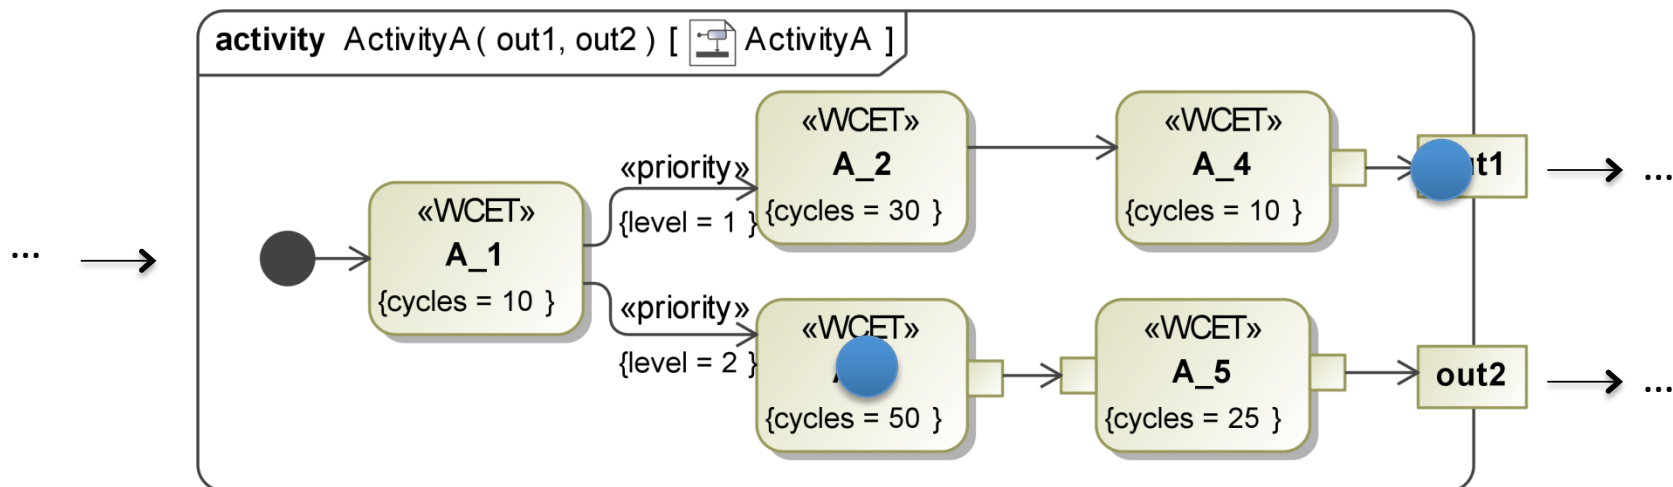 activity ActivityA ( out1, out2 ) [ ActivityA ]
...
«WCET»
A_1
{cycles = 10 }
«priority»
{level = 1 }
«WCET»
A_2
{cycles = 30 }
«WCET»
A_4
{cycles = 10 }
...
«priority»
{level = 2 }
«WCET»
{cycles = 50 }
«WCET»
A_5
{cycles = 25 }
out2
...